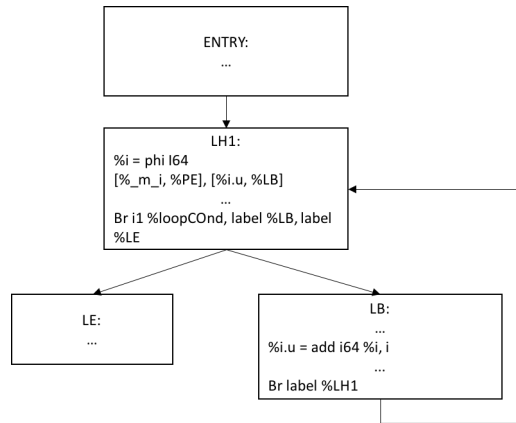 ENTRY:
...
LH1:
%i = phi I64
[%_m_i, %PE], [%i.u, %LB]
...
Br i1 %loopCOnd, label %LB, label
%LE
LE:
...
LB:
...
%i.u = add i64 %i, i
...
Br label %LH1